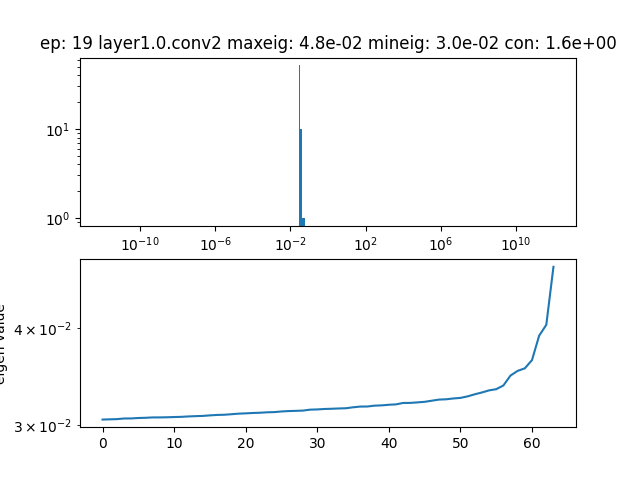 ep: 19 layer1.0.conv2 maxeig: 4.8e-02 mineig: 3.0e-02 con: 1.6e+00
10¹
10⁰
10⁻¹⁰ 10⁻⁶ 10⁻² 10² 10⁶ 10¹⁰
eigen value
4 × 10⁻²
3 × 10⁻²
0 10 20 30 40 50 60